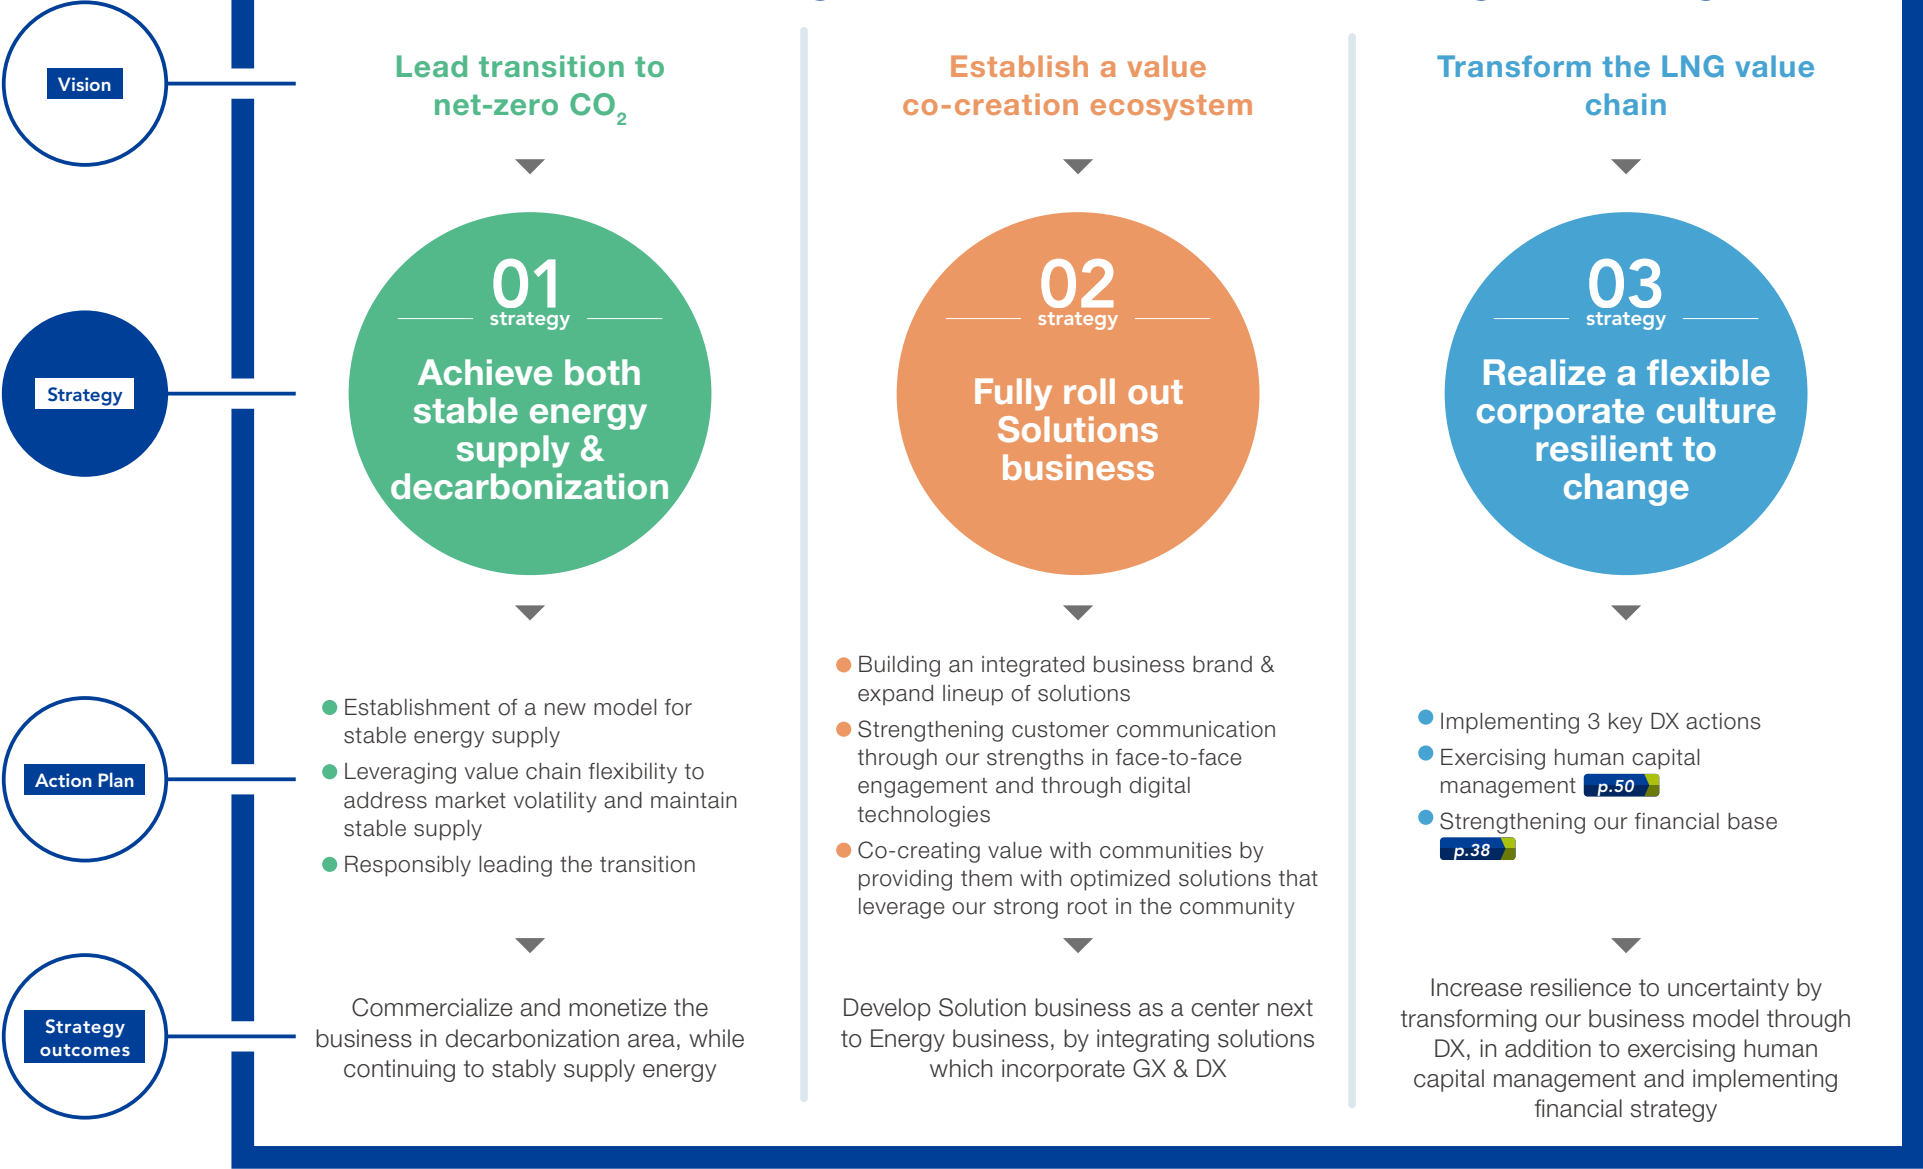 Vision
Lead transition to
net-zero CO2
Establish a value
co-creation ecosystem
Transform the LNG value
chain
Strategy
01
strategy
Achieve both
stable energy
supply &
decarbonization
02
strategy
Fully roll out
Solutions
business
03
strategy
Realize a flexible
corporate culture
resilient to
change
Action Plan
Establishment of a new model for
stable energy supply
Leveraging value chain flexibility to
address market volatility and maintain
stable supply
Responsibly leading the transition
Building an integrated business brand &
expand lineup of solutions
Strengthening customer communication
through our strengths in face-to-face
engagement and through digital
technologies
Co-creating value with communities by
providing them with optimized solutions that
leverage our strong root in the community
Implementing 3 key DX actions
Exercising human capital
management p.50
Strengthening our financial base
p.38
Strategy
outcomes
Commercialize and monetize the
business in decarbonization area, while
continuing to stably supply energy
Develop Solution business as a center next
to Energy business, by integrating solutions
which incorporate GX & DX
Increase resilience to uncertainty by
transforming our business model through
DX, in addition to exercising human
capital management and implementing
financial strategy